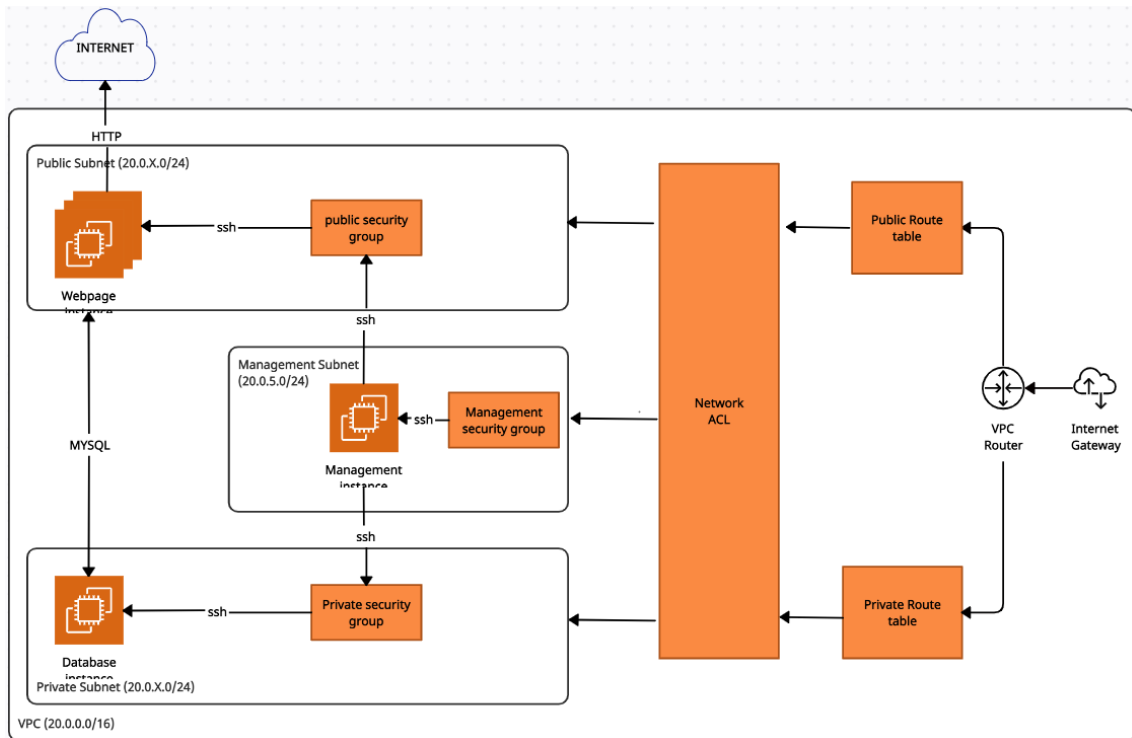 INTERNET
HTTP
Public Subnet (20.0.X.0/24)
ssh
public security
group
Public Route
table
Webpage
instance
ssh
Management Subnet
(20.0.5.0/24)
ssh
Management
security group
Network
ACL
VPC
Router
Internet
Gateway
MYSQL
Management
instance
ssh
ssh
Private security
group
Private Route
table
Database
instance
Private Subnet (20.0.X.0/24)
VPC (20.0.0.0/16)